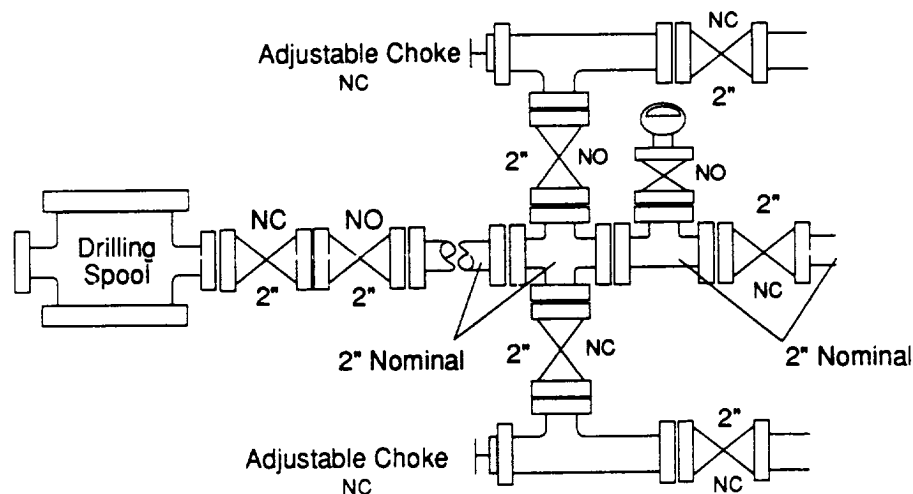 NC
Adjustable Choke
NC
2"
2"
NO
NO
2"
NC
NO
Drilling
Spool
2"
2"
NC
2" Nominal
2"
NC
2" Nominal
2"
Adjustable Choke
NC
NC